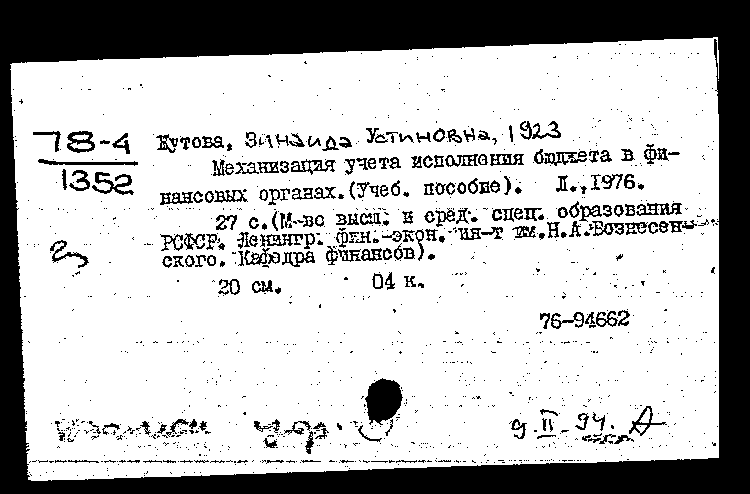 78-4 Кутова, Зинаида Устиновна, 1923
1352 Механизация учета исполнения бюджета в фи-
нансовых органах.(Учеб. пособие). Л.,1976.
27 с.(М-во высш. и сред. спец. образования
РСФСР. Ленингр. фин.-экон. ин-т им.Н.А.Вознесен-
ского. Кафедра финансов).
20 см. 04 к.
76-94662
взамен
9.II-94.